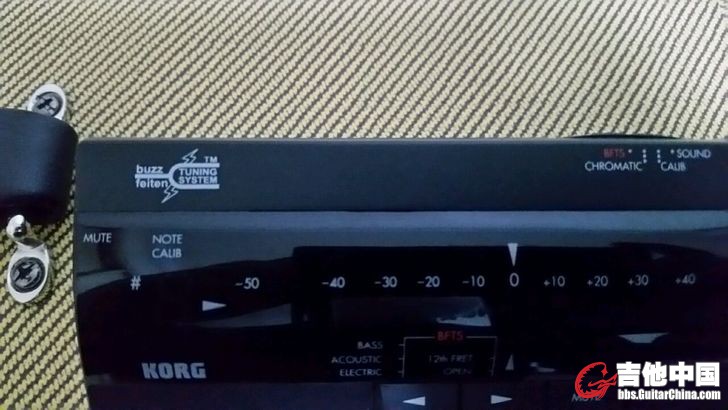 buzz feiten TUNING SYSTEM TM
BFTS SOUND
CHROMATIC CALIB
MUTE NOTE CALIB
# -50 -40 -30 -20 -10 0 +10 +20 +30 +40
BFTS
BASS
ACOUSTIC 12th FRET
ELECTRIC OPEN
KORG
MUTE
吉他中国
bbs.GuitarChina.com